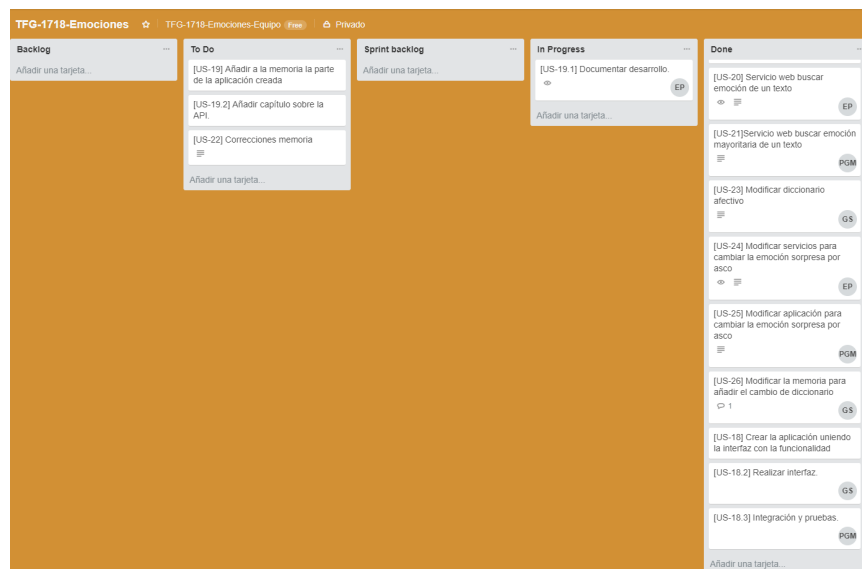 TFG-1718-Emociones ☆ TFG-1718-Emociones-Equipo Free Privado
Backlog ...
Añadir una tarjeta...
To Do ...
[US-19] Añadir a la memoria la parte
de la aplicación creada
[US-19.2] Añadir capítulo sobre la
API.
[US-22] Correcciones memoria
Añadir una tarjeta...
Sprint backlog ...
Añadir una tarjeta...
In Progress ...
[US-19.1] Documentar desarrollo.
EP
Añadir una tarjeta...
Done ...
[US-20] Servicio web buscar
emoción de un texto
EP
[US-21]Servicio web buscar emoción
mayoritaria de un texto
PGM
[US-23] Modificar diccionario
afectivo
GS
[US-24] Modificar servicios para
cambiar la emoción sorpresa por
asco
EP
[US-25] Modificar aplicación para
cambiar la emoción sorpresa por
asco
PGM
[US-26] Modificar la memoria para
añadir el cambio de diccionario
1
GS
[US-18] Crear la aplicación uniendo
la interfaz con la funcionalidad
[US-18.2] Realizar interfaz.
GS
[US-18.3] Integración y pruebas.
PGM
Añadir una tarjeta...